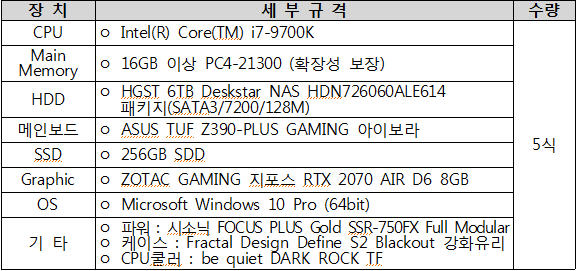 장 치 세 부 규 격 수량
CPU ㅇ Intel(R) Core(TM) i7-9700K
Main
Memory ㅇ 16GB 이상 PC4-21300 (확장성 보장)
HDD ㅇ HGST 6TB Deskstar NAS HDN726060ALE614
패키지(SATA3/7200/128M)
메인보드 ㅇ ASUS TUF Z390-PLUS GAMING 아이보라
SSD ㅇ 256GB SDD
Graphic ㅇ ZOTAC GAMING 지포스 RTX 2070 AIR D6 8GB
OS ㅇ Microsoft Windows 10 Pro (64bit)
기 타 ㅇ 파워 : 시소닉 FOCUS PLUS Gold SSR-750FX Full Modular
ㅇ 케이스 : Fractal Design Define S2 Blackout 강화유리
ㅇ CPU쿨러 : be quiet DARK ROCK TF
5식